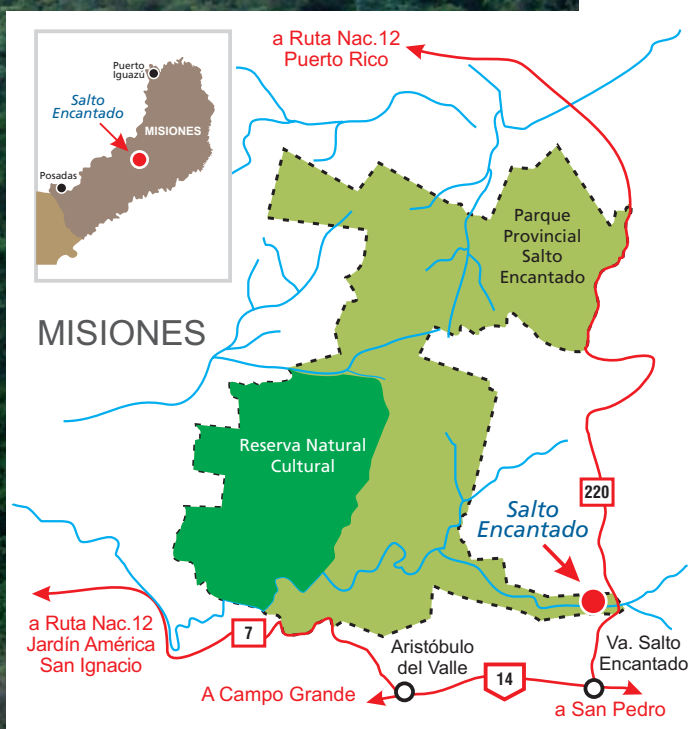 a Ruta Nac.12
Puerto Rico
Puerto
Iguazú
Salto
Encantado
MISIONES
Posadas
Parque
Provincial
Salto
Encantado
MISIONES
Reserva Natural
Cultural
220
Salto
Encantado
a Ruta Nac.12
Jardín América
San Ignacio
7
Aristóbulo
del Valle
Va. Salto
Encantado
14
A Campo Grande
a San Pedro